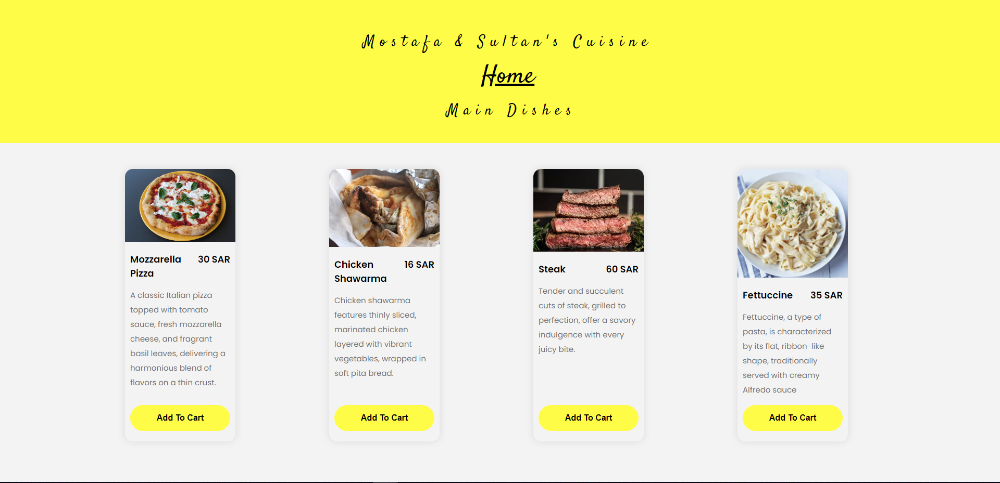 Mostafa & Sultan's Cuisine
Home
Main Dishes
Mozzarella
Pizza
30 SAR
A classic Italian pizza
topped with tomato
sauce, fresh mozzarella
cheese, and fragrant
basil leaves, delivering a
harmonious blend of
flavors on a thin crust.
Add To Cart
Chicken
Shawarma
16 SAR
Chicken shawarma
features thinly sliced,
marinated chicken
layered with vibrant
vegetables, wrapped in
soft pita bread.
Add To Cart
Steak
60 SAR
Tender and succulent
cuts of steak, grilled to
perfection, offer a savory
indulgence with every
juicy bite.
Add To Cart
Fettuccine
35 SAR
Fettuccine, a type of
pasta, is characterized
by its flat, ribbon-like
shape, traditionally
served with creamy
Alfredo sauce
Add To Cart